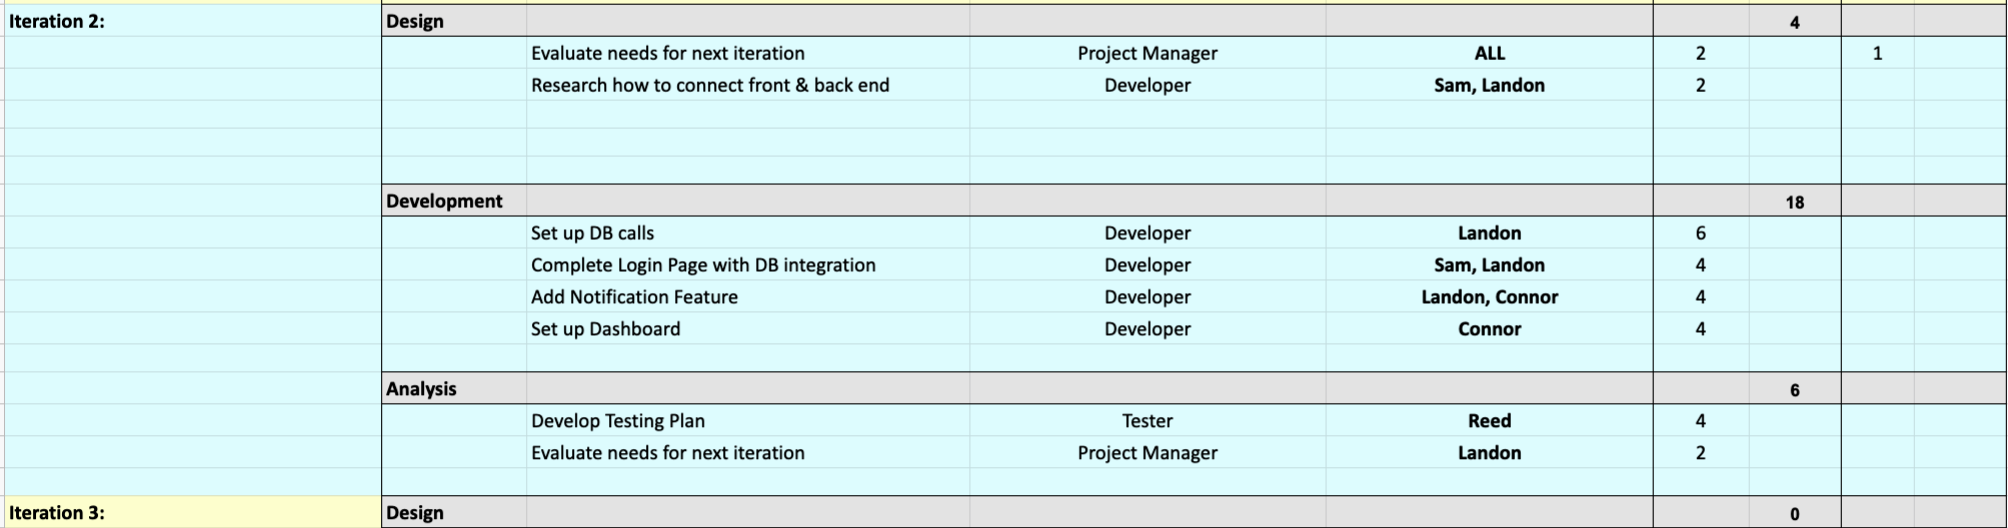 Iteration 2: Design 4
Evaluate needs for next iteration Project Manager ALL 2 1
Research how to connect front & back end Developer Sam, Landon 2
Development 18
Set up DB calls Developer Landon 6
Complete Login Page with DB integration Developer Sam, Landon 4
Add Notification Feature Developer Landon, Connor 4
Set up Dashboard Developer Connor 4
Analysis 6
Develop Testing Plan Tester Reed 4
Evaluate needs for next iteration Project Manager Landon 2
Iteration 3: Design 0